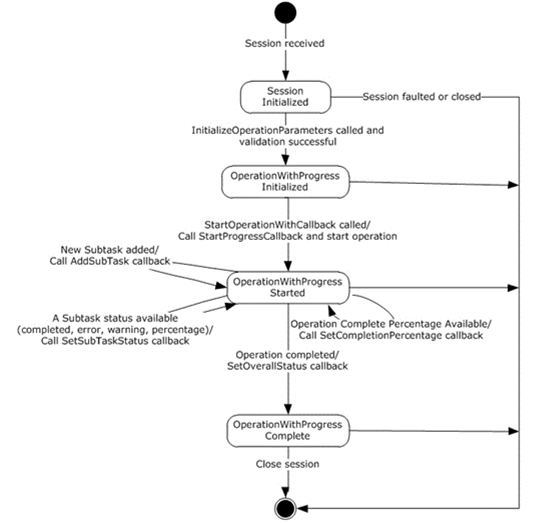 Session received
Session
Initialized
Session faulted or closed
InitializeOperationParameters called and
validation successful
OperationWithProgress
Initialized
StartOperationWithCallback called/
Call StartProgressCallback and start operation
New Subtask added/
Call AddSubTask callback
OperationWithProgress
Started
A Subtask status available
(completed, error, warning, percentage)/
Call SetSubTaskStatus callback
Operation Complete Percentage Available/
Call SetCompletionPercentage callback
Operation completed/
SetOverallStatus callback
OperationWithProgress
Complete
Close session